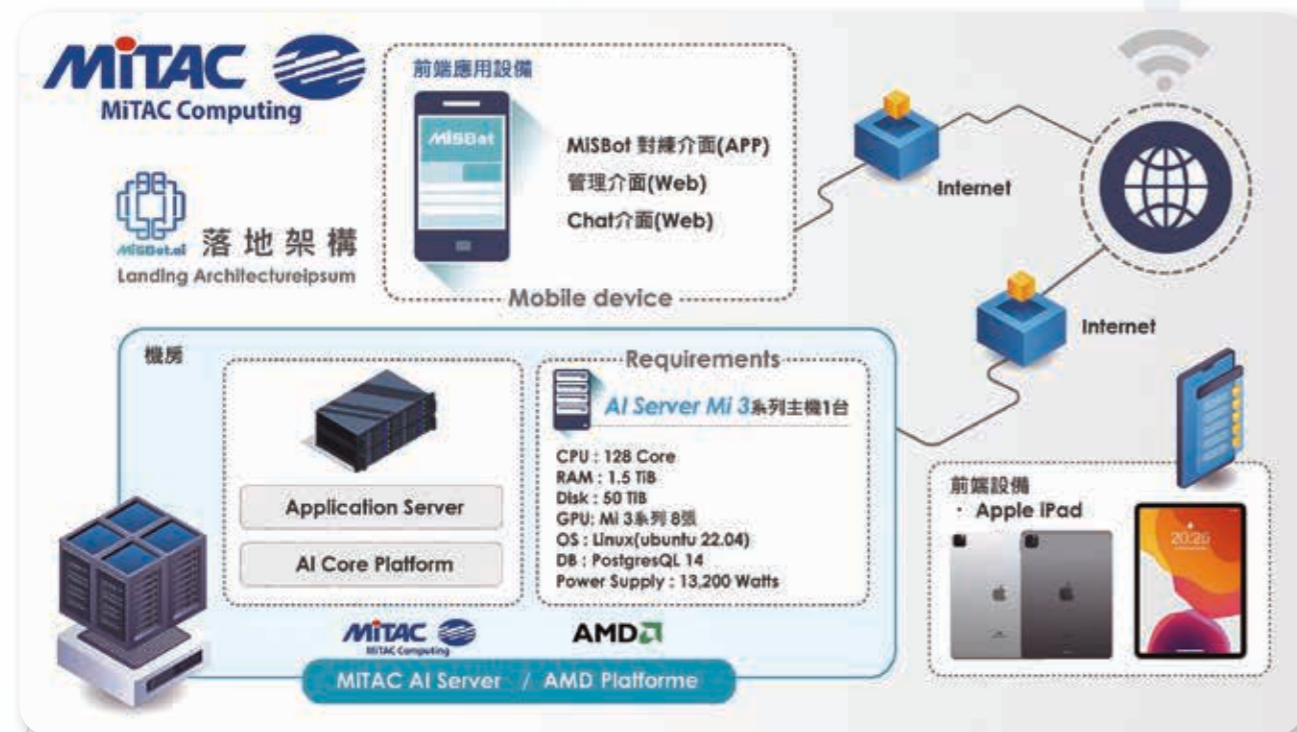 MiTAC
MiTAC Computing
MiSBot.ai
落地架構
Landing Architectureipsum
前端應用設備
MiSBot
MiSBot 對練介面(APP)
管理介面(Web)
Chat介面(Web)
Mobile device
Internet
Internet
機房
Application Server
AI Core Platform
Requirements
AI Server Mi 3系列主機1台
CPU : 128 Core
RAM : 1.5 TiB
Disk : 50 TiB
GPU: Mi 3系列 8張
OS : Linux(ubuntu 22.04)
DB : PostgresQL 14
Power Supply : 13,200 Watts
MiTAC
MiTAC Computing
AMD
MiTAC AI Server / AMD Platforme
前端設備
· Apple iPad